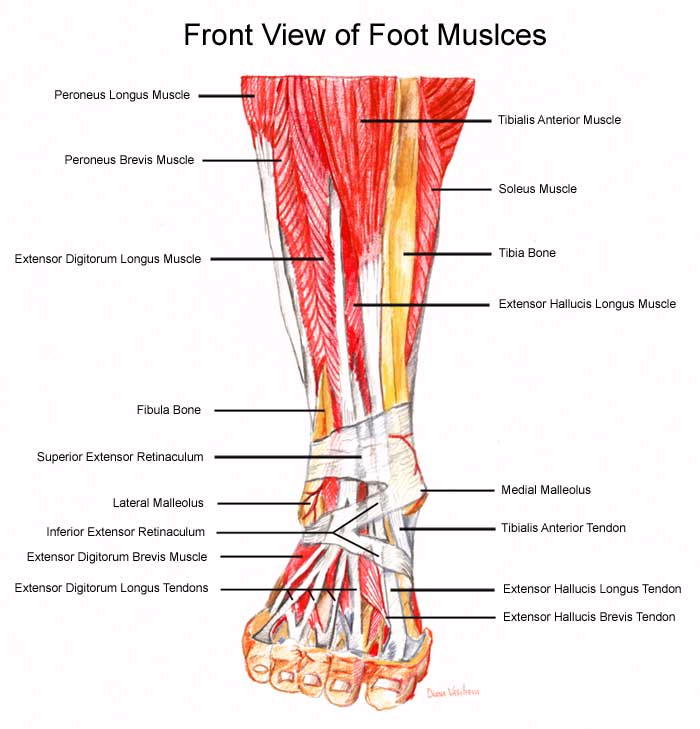 Front View of Foot Muslces
Peroneus Longus Muscle
Tibialis Anterior Muscle
Peroneus Brevis Muscle
Soleus Muscle
Extensor Digitorum Longus Muscle
Tibia Bone
Extensor Hallucis Longus Muscle
Fibula Bone
Superior Extensor Retinaculum
Medial Malleolus
Lateral Malleolus
Tibialis Anterior Tendon
Inferior Extensor Retinaculum
Extensor Digitorum Brevis Muscle
Extensor Digitorum Longus Tendons
Extensor Hallucis Longus Tendon
Extensor Hallucis Brevis Tendon